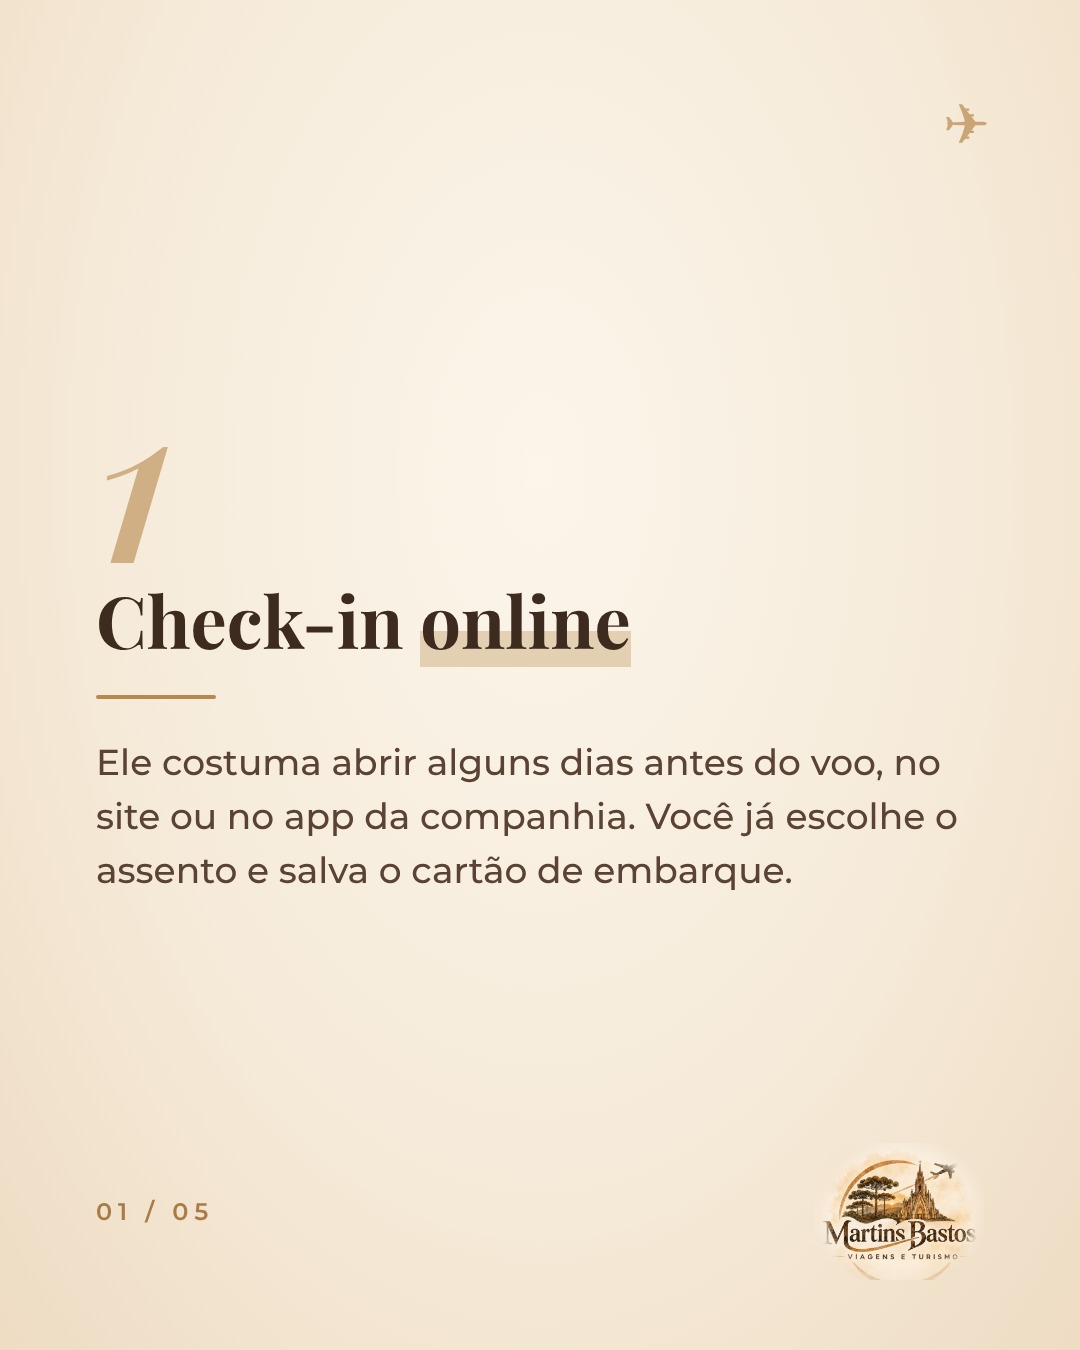 1
Check-in online
Ele costuma abrir alguns dias antes do voo, no
site ou no app da companhia. Você já escolhe o
assento e salva o cartão de embarque.
01 / 05
Martins Bastos
VIAGENS E TURISMO